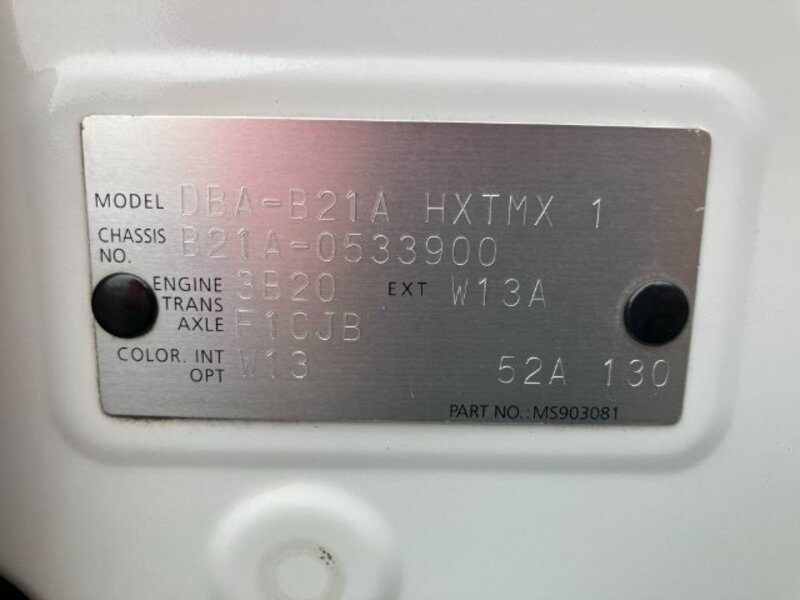 MODEL DBA-B21A HXTMX 1
CHASSIS NO. B21A-0533900
ENGINE 3B20 EXT W13A
TRANS AXLE F1CJB
COLOR. INT W13
OPT 52A 130
PART NO.:MS903081